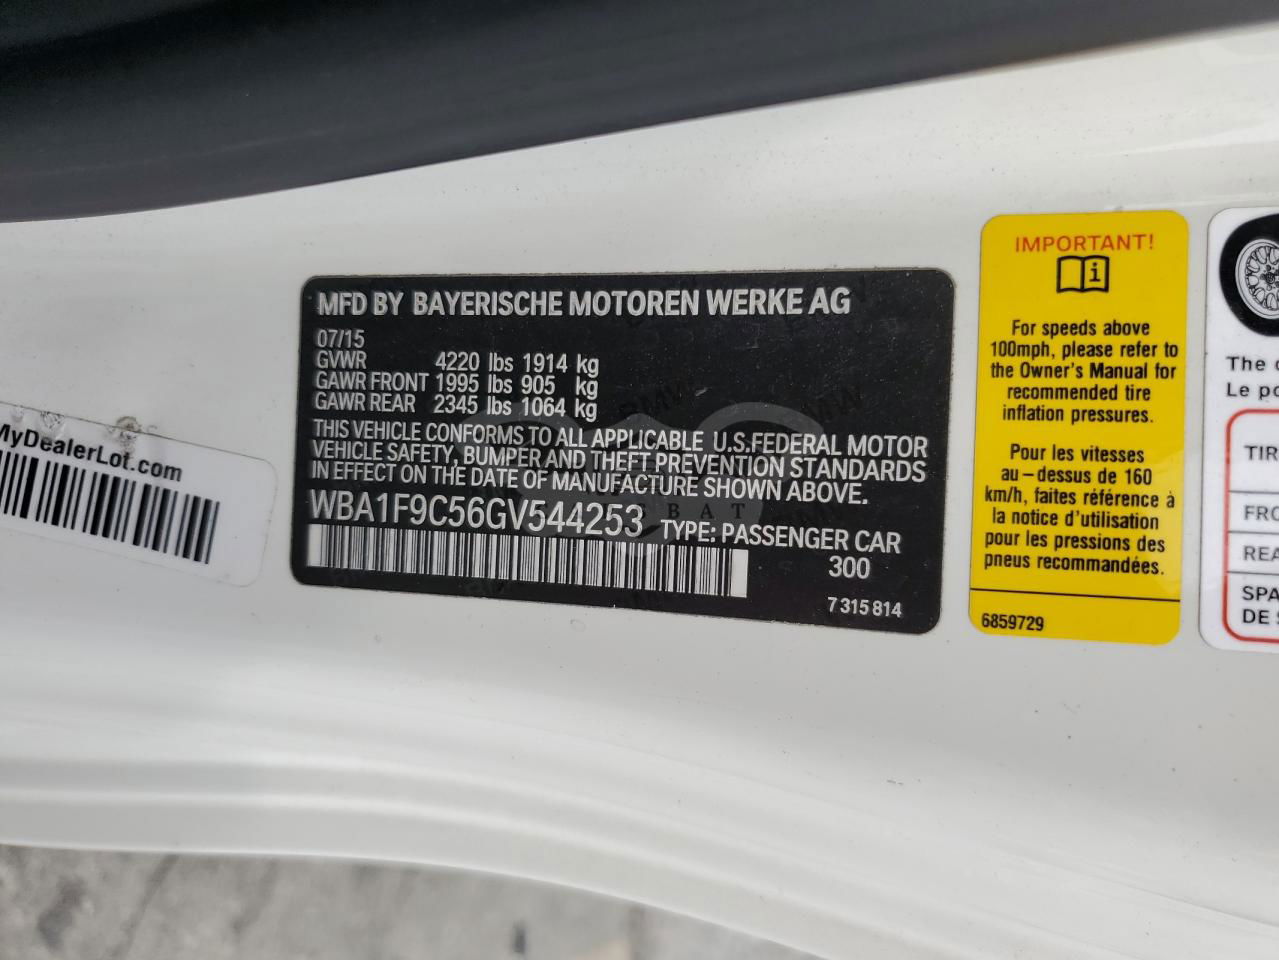 MFD BY BAYERISCHE MOTOREN WERKE AG
07/15
GVWR 4220 lbs 1914 kg
GAWR FRONT 1995 lbs 905 kg
GAWR REAR 2345 lbs 1064 kg
THIS VEHICLE CONFORMS TO ALL APPLICABLE U.S.FEDERAL MOTOR
VEHICLE SAFETY, BUMPER AND THEFT PREVENTION STANDARDS
IN EFFECT ON THE DATE OF MANUFACTURE SHOWN ABOVE.
WBA1F9C56GV544253 TYPE: PASSENGER CAR
300
7 315 814
MyDealerLot.com
IMPORTANT!
i
For speeds above
100mph, please refer to
the Owner's Manual for
recommended tire
inflation pressures.
Pour les vitesses
au-dessus de 160
km/h, faites référence à
la notice d'utilisation
pour les pressions des
pneus recommandées.
6859729
The
Le